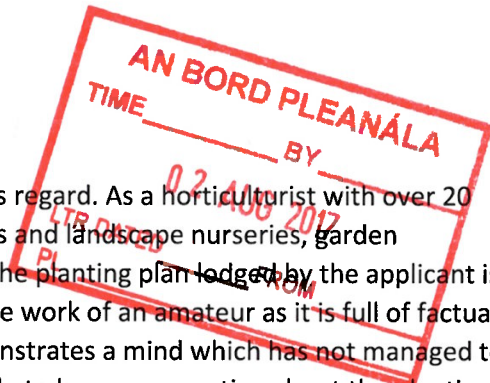 AN BORD PLEANÁLA
TIME BY
02 AUG 2017
LTR DATED FROM
PL
s regard. As a horticulturist with over 20
s and landscape nurseries, garden
he planting plan lodged by the applicant is
e work of an amateur as it is full of factua
nstrates a mind which has not managed t